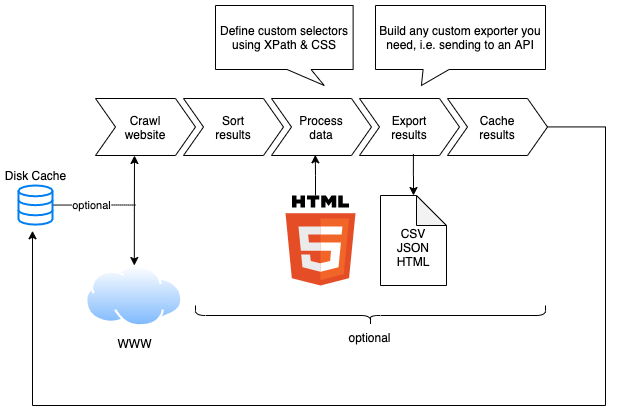 Define custom selectors
using XPath & CSS
Build any custom exporter you
need, i.e. sending to an API
Crawl
website
Sort
results
Process
data
Export
results
Cache
results
Disk Cache
optional
HTML
5
CSV
JSON
HTML
WWW
optional